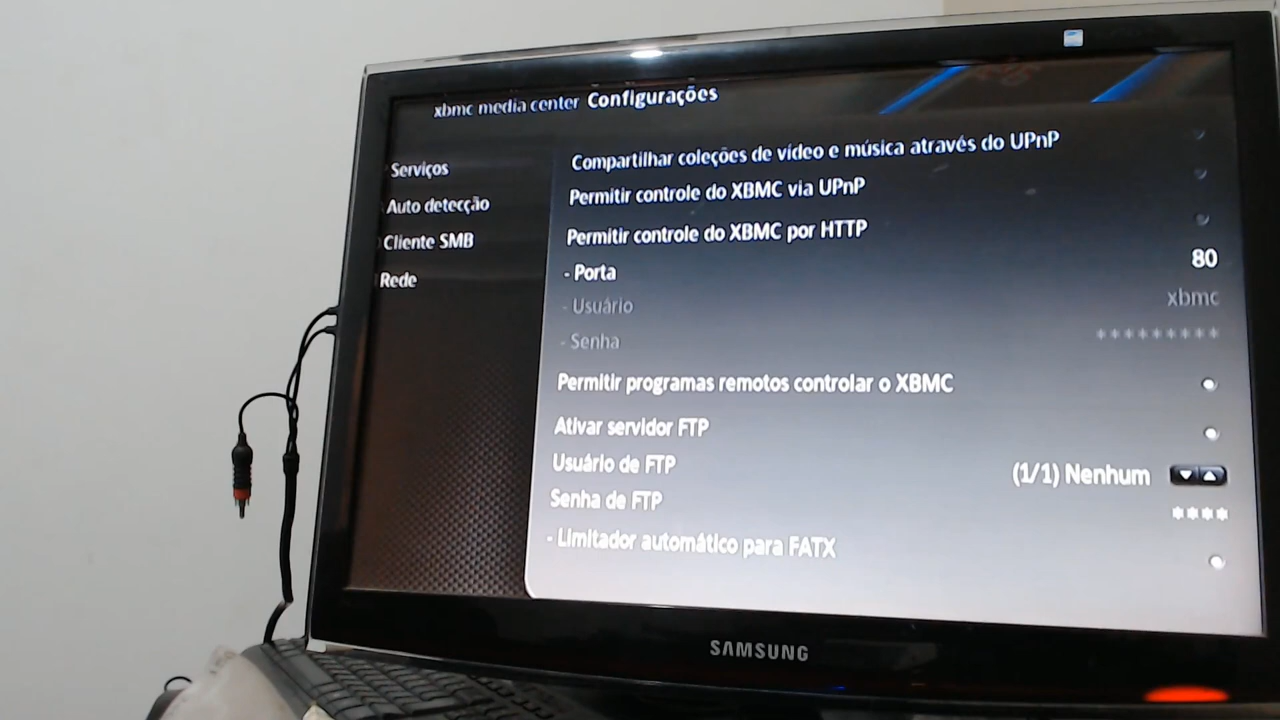 xbmc media center Configurações
Serviços
Auto detecção
Cliente SMB
Rede
Compartilhar coleções de vídeo e música através do UPnP
Permitir controle do XBMC via UPnP
Permitir controle do XBMC por HTTP
- Porta 80
- Usuário xbmc
- Senha *********
Permitir programas remotos controlar o XBMC
Ativar servidor FTP
Usuário de FTP (1/1) Nenhum
Senha de FTP ****
- Limitador automático para FATX
SAMSUNG